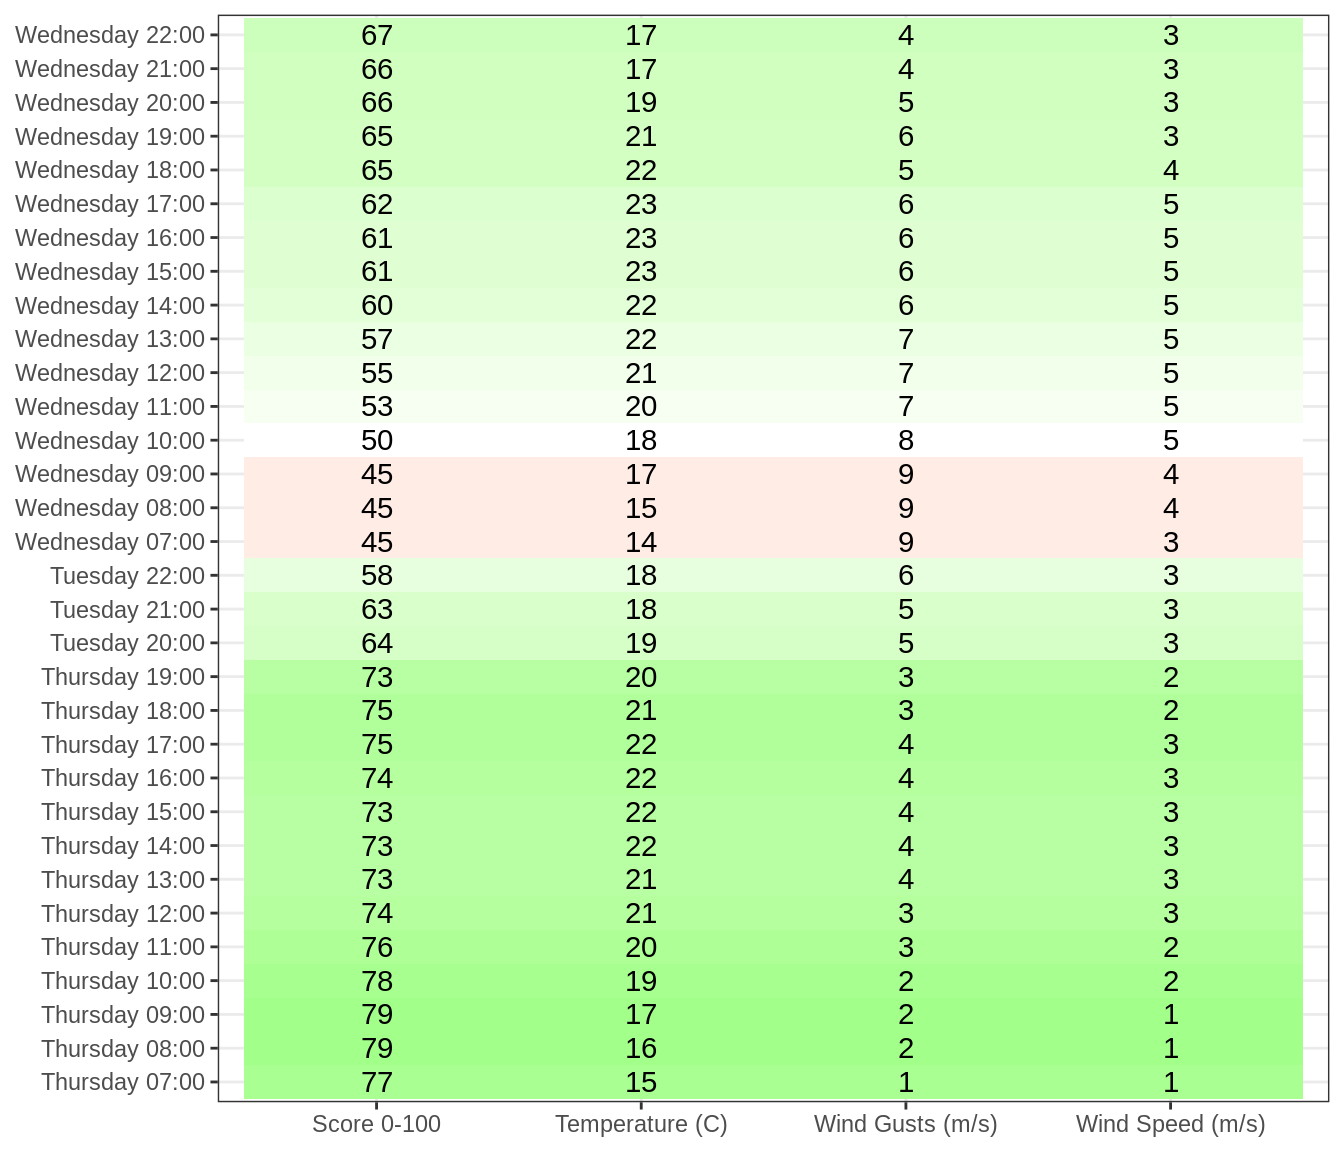 Wednesday 22:00 67 17 4 3
Wednesday 21:00 66 17 4 3
Wednesday 20:00 66 19 5 3
Wednesday 19:00 65 21 6 3
Wednesday 18:00 65 22 5 4
Wednesday 17:00 62 23 6 5
Wednesday 16:00 61 23 6 5
Wednesday 15:00 61 23 6 5
Wednesday 14:00 60 22 6 5
Wednesday 13:00 57 22 7 5
Wednesday 12:00 55 21 7 5
Wednesday 11:00 53 20 7 5
Wednesday 10:00 50 18 8 5
Wednesday 09:00 45 17 9 4
Wednesday 08:00 45 15 9 4
Wednesday 07:00 45 14 9 3
Tuesday 22:00 58 18 6 3
Tuesday 21:00 63 18 5 3
Tuesday 20:00 64 19 5 3
Thursday 19:00 73 20 3 2
Thursday 18:00 75 21 3 2
Thursday 17:00 75 22 4 3
Thursday 16:00 74 22 4 3
Thursday 15:00 73 22 4 3
Thursday 14:00 73 22 4 3
Thursday 13:00 73 21 4 3
Thursday 12:00 74 21 3 3
Thursday 11:00 76 20 3 2
Thursday 10:00 78 19 2 2
Thursday 09:00 79 17 2 1
Thursday 08:00 79 16 2 1
Thursday 07:00 77 15 1 1
Score 0-100 Temperature (C) Wind Gusts (m/s) Wind Speed (m/s)